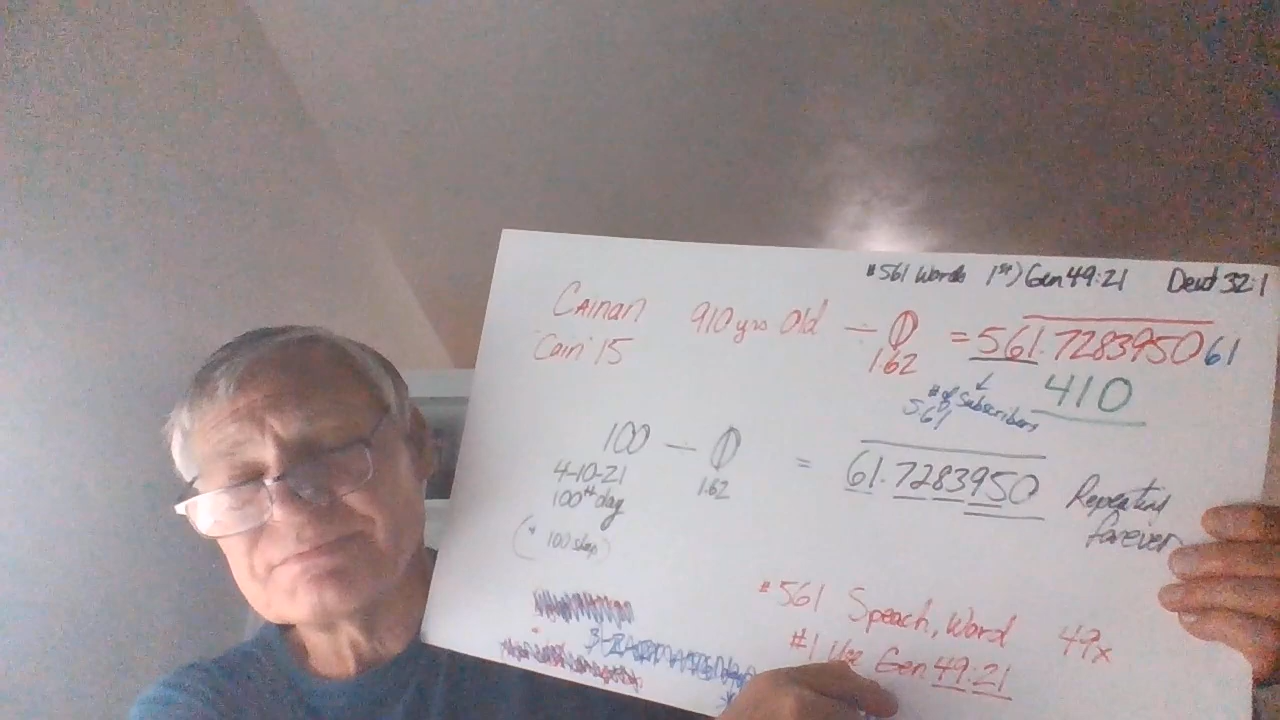 #561 Words 1st) Gen 49:21 Deut 32:1
CAinan 910 yrs Old ÷ Φ = 561.728395061
Cain 15 1.62
410
# of Subscribers
561
100 ÷ Φ = 61.7283950 Repeating forever
4-10-21 1.62
100th day
(* 100 step)
#561 Speach, Word 49x
#1 Use Gen 49:21